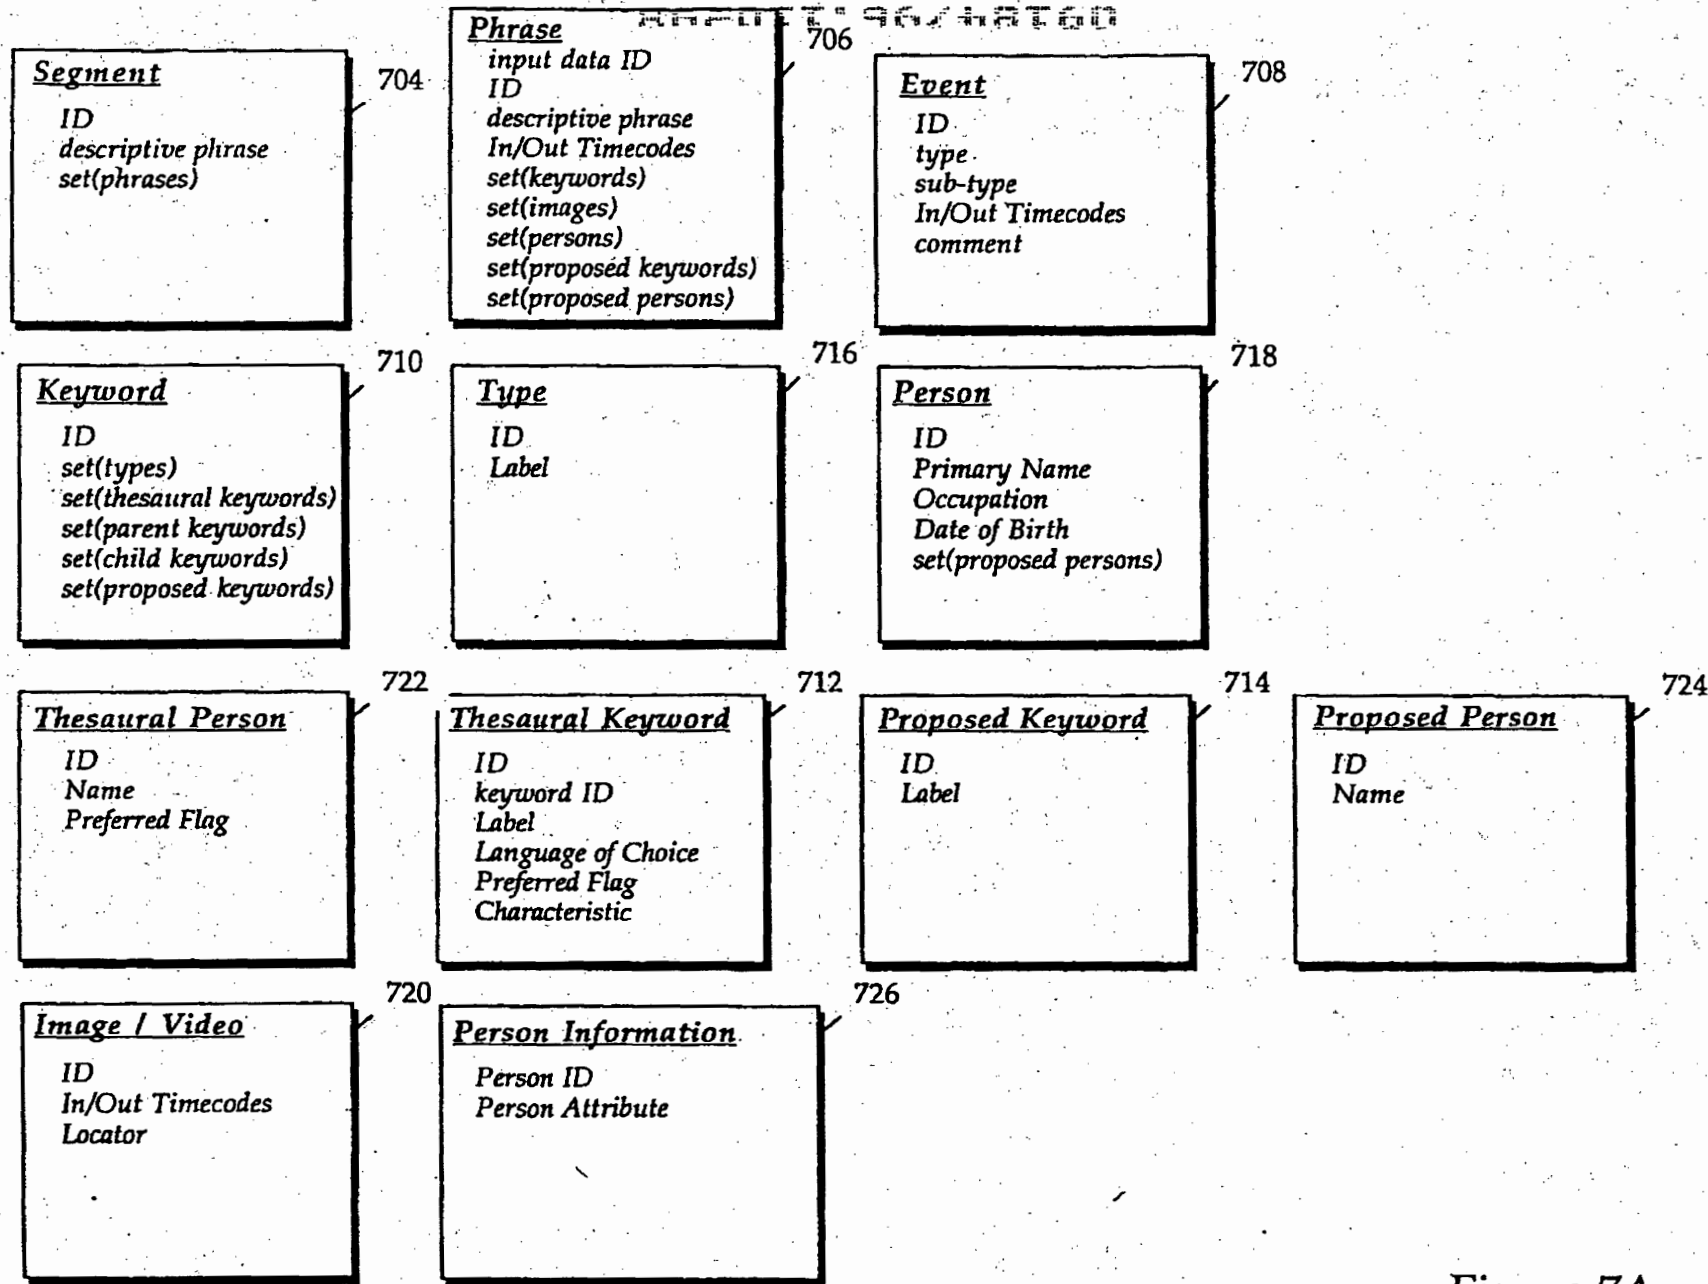 Segment
704
ID
descriptive phrase
set(phrases)
Phrase
706
input data ID
ID
descriptive phrase
In/Out Timecodes
set(keywords)
set(images)
set(persons)
set(proposed keywords)
set(proposed persons)
Event
708
ID
type
sub-type
In/Out Timecodes
comment
Keyword
710
ID
set(types)
set(thesaural keywords)
set(parent keywords)
set(child keywords)
set(proposed keywords)
Type
716
ID
Label
Person
718
ID
Primary Name
Occupation
Date of Birth
set(proposed persons)
Thesaural Person
722
ID
Name
Preferred Flag
Thesaural Keyword
712
ID
keyword ID
Label
Language of Choice
Preferred Flag
Characteristic
Proposed Keyword
714
ID
Label
Proposed Person
724
ID
Name
Image / Video
720
ID
In/Out Timecodes
Locator
Person Information
726
Person ID
Person Attribute